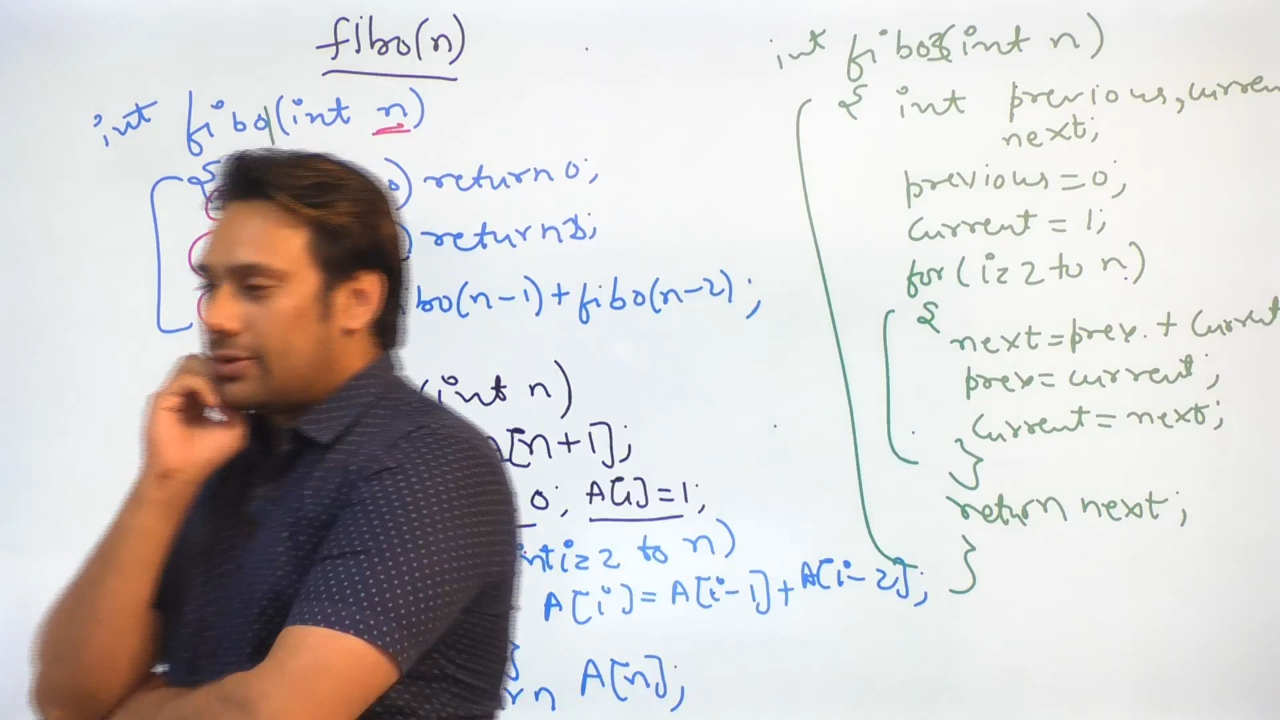 fibo(n)
int fibo1(int n)
{ ) return 0;
) return 1;
bo(n-1)+fibo(n-2);
(int n)
[n+1];
0; A[1]=1;
int i=2 to n)
A[i]=A[i-1]+A[i-2];
}
rn A[n];
int fibo3(int n)
{ int previous, curren
next;
previous=0;
current=1;
for(i=2 to n)
{
next=prev.+current
prev=current;
current=next;
}
return next;
}